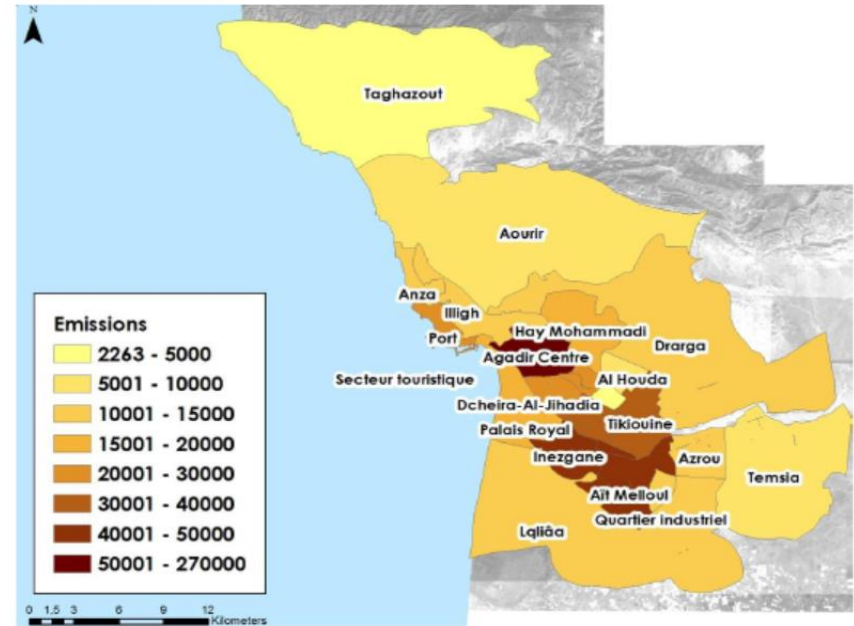 N
Taghazout
Aourir
Anza
Illigh
Port
Hay Mohammadi
Drarga
Agadir Centre
Secteur touristique
Al Houda
Dcheira-Al-Jihadia
Tikiouine
Palais Royal
Inezgane
Azrou
Temsia
Aït Melloul
Quartier industriel
Lqliâa
Emissions
2263 - 5000
5001 - 10000
10001 - 15000
15001 - 20000
20001 - 30000
30001 - 40000
40001 - 50000
50001 - 270000
0 1,5 3 6 9 12
Kilometers